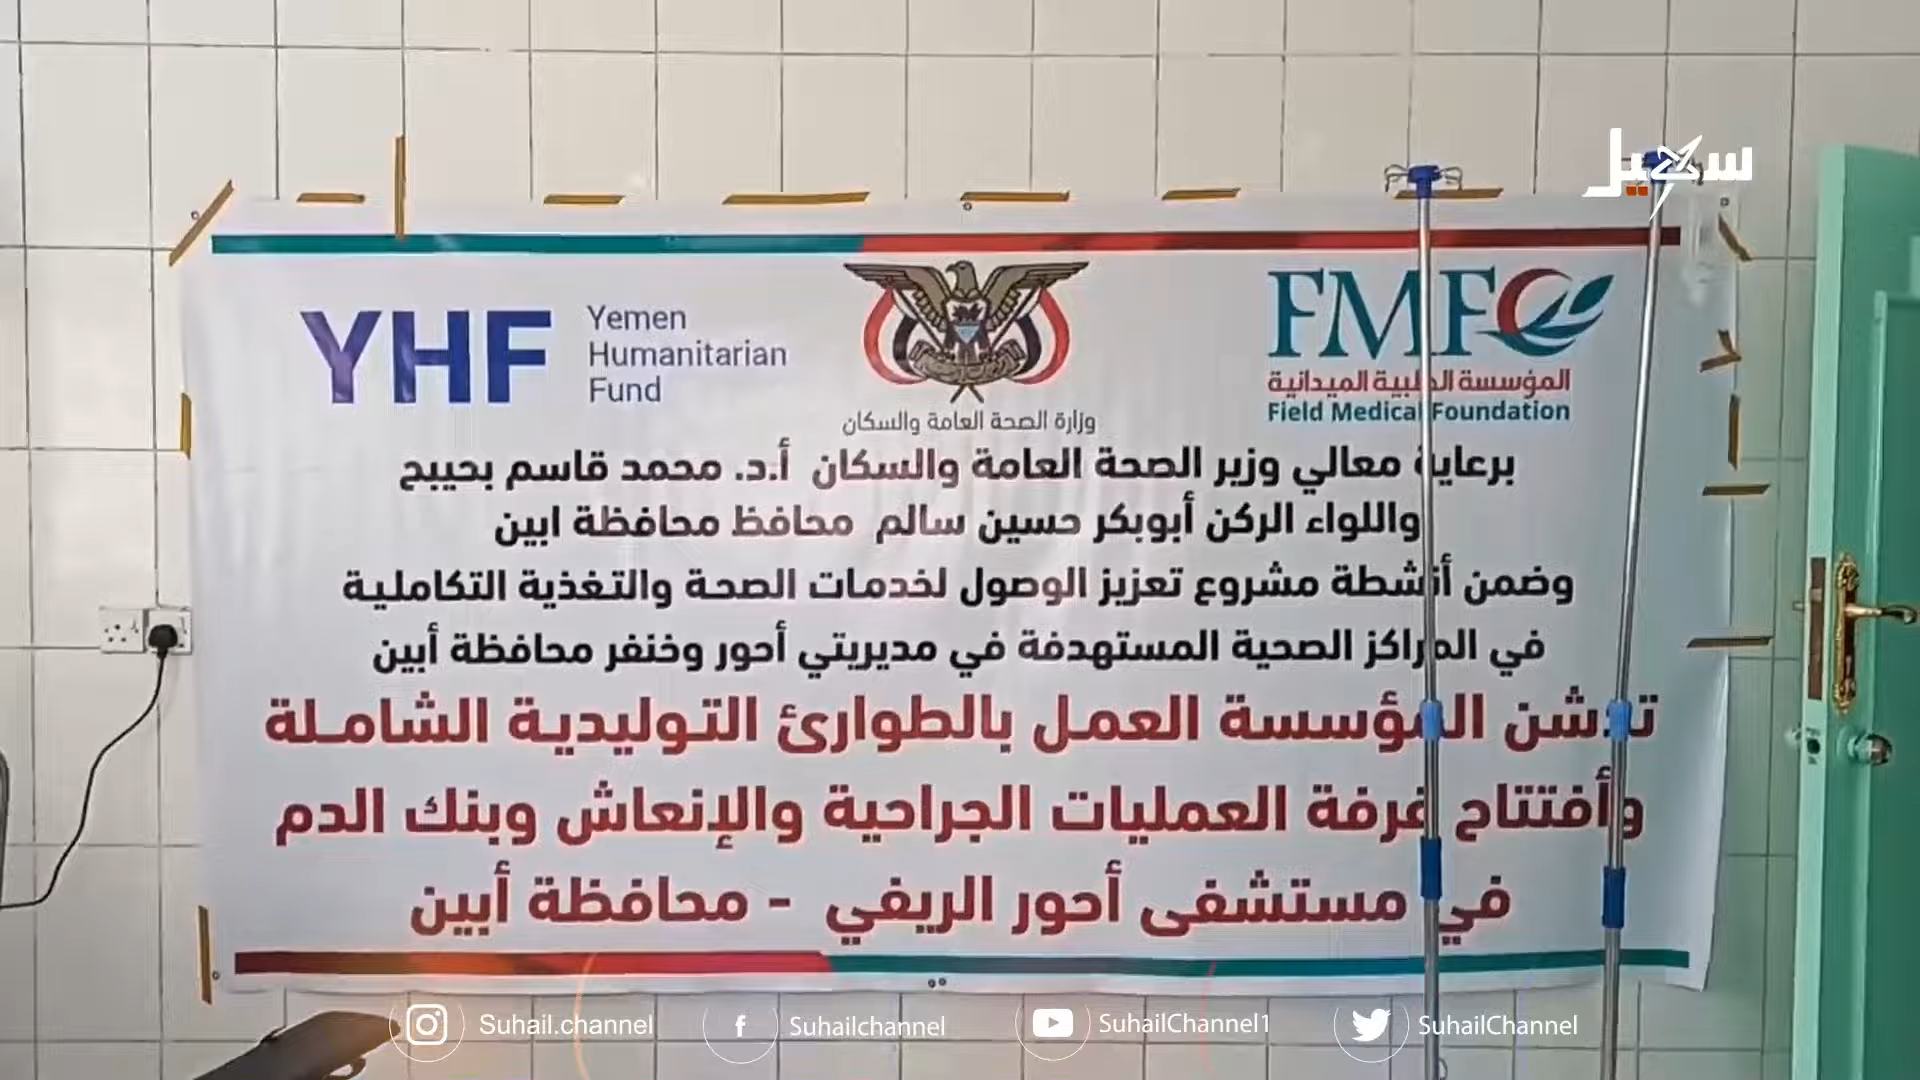 سهيل
YHF
Yemen
Humanitarian
Fund
وزارة الصحة العامة والسكان
FMF
المؤسسة الطبية الميدانية
Field Medical Foundation
برعاية معالي وزير الصحة العامة والسكان أ.د. محمد قاسم بحيبح
واللواء الركن أبوبكر حسين سالم محافظ محافظة ابين
وضمن أنشطة مشروع تعزيز الوصول لخدمات الصحة والتغذية التكاملية
في المراكز الصحية المستهدفة في مديريتي أحور وخنفر محافظة أبين
تدشن المؤسسة العمل بالطوارئ التوليدية الشاملة
وأفتتاح غرفة العمليات الجراحية والإنعاش وبنك الدم
في مستشفى أحور الريفي - محافظة أبين
Suhail.channel
Suhailchannel
SuhailChannel1
SuhailChannel